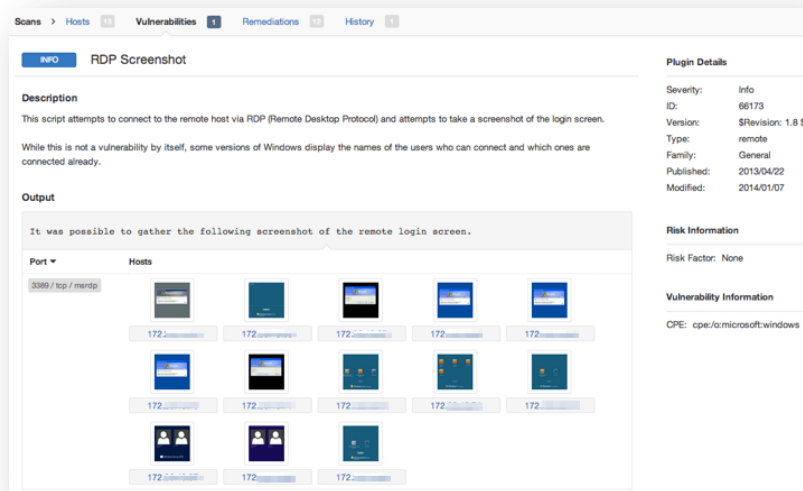 Scans > Hosts 13 Vulnerabilities 1 Remediations 12 History 1
INFO RDP Screenshot
Description
This script attempts to connect to the remote host via RDP (Remote Desktop Protocol) and attempts to take a screenshot of the login screen.
While this is not a vulnerability by itself, some versions of Windows display the names of the users who can connect and which ones are
connected already.
Output
It was possible to gather the following screenshot of the remote login screen.
Port ▼ Hosts
3389 / tcp / msrdp
172. 172. 172. 172. 172.
172. 172. 172. 172. 172.
172. 172. 172.
Plugin Details
Severity: Info
ID: 66173
Version: $Revision: 1.8 $
Type: remote
Family: General
Published: 2013/04/22
Modified: 2014/01/07
Risk Information
Risk Factor: None
Vulnerability Information
CPE: cpe:/o:microsoft:windows